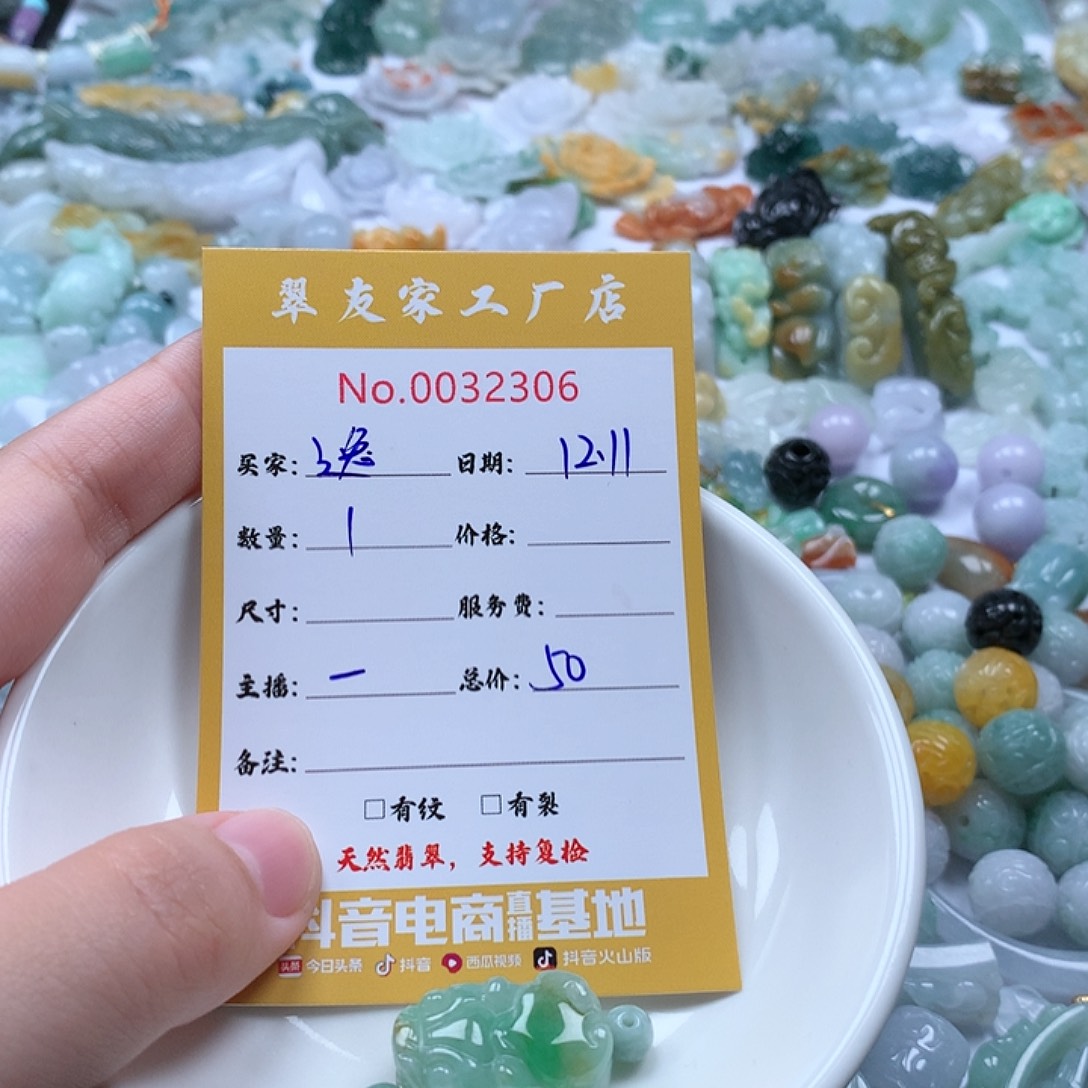 翠友家工厂店
No.0032306
买家: 日期: 12.11
数量: 1 价格:
尺寸: 服务费:
主播: 一 总价: 50
备注:
□有纹 □有裂
天然翡翠，支持复检
抖音电商直播基地
头条 今日头条 抖音 西瓜视频 抖音火山版